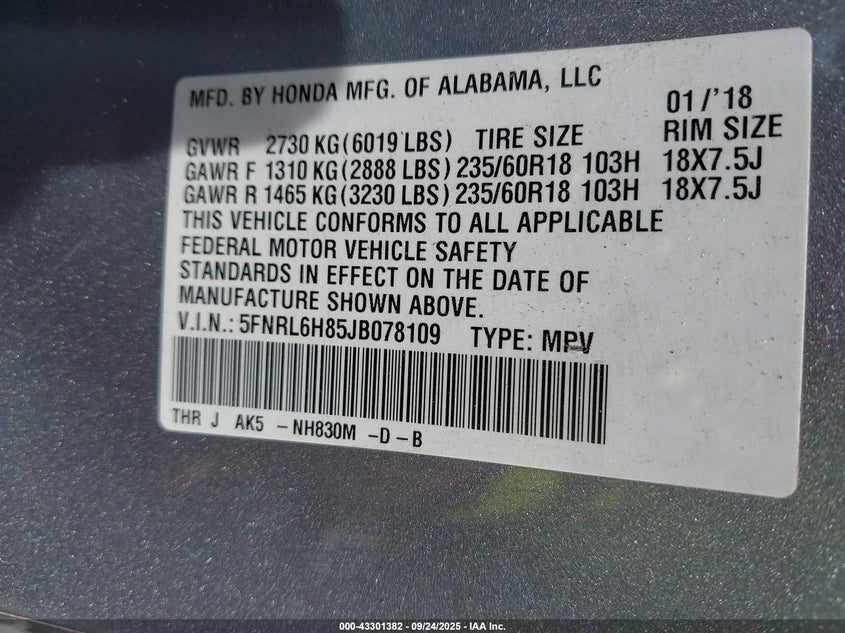 MFD. BY HONDA MFG. OF ALABAMA, LLC 01/'18
GVWR 2730 KG(6019 LBS) TIRE SIZE RIM SIZE
GAWR F 1310 KG(2888 LBS) 235/60R18 103H 18X7.5J
GAWR R 1465 KG(3230 LBS) 235/60R18 103H 18X7.5J
THIS VEHICLE CONFORMS TO ALL APPLICABLE
FEDERAL MOTOR VEHICLE SAFETY
STANDARDS IN EFFECT ON THE DATE OF
MANUFACTURE SHOWN ABOVE.
V.I.N.: 5FNRL6H85JB078109 TYPE: MPV
THR J AK5 -NH830M -D-B
000-43301382 - 09/24/2025 - IAA Inc.